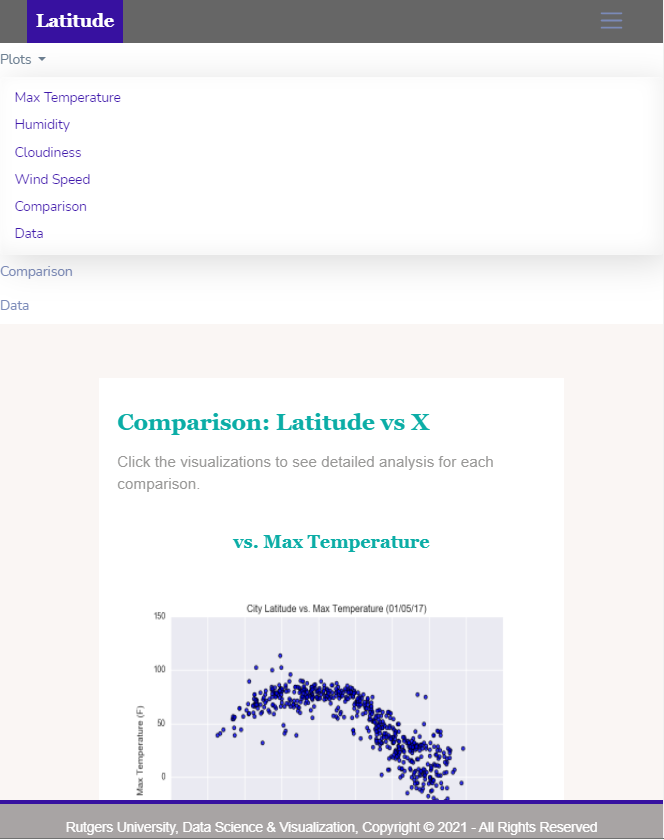 Latitude
Plots
Max Temperature
Humidity
Cloudiness
Wind Speed
Comparison
Data
Comparison
Data
Comparison: Latitude vs X
Click the visualizations to see detailed analysis for each
comparison.
vs. Max Temperature
City Latitude vs. Max Temperature (01/05/17)
150
100
50
0
Max Temperature (F)
Rutgers University, Data Science & Visualization, Copyright © 2021 - All Rights Reserved